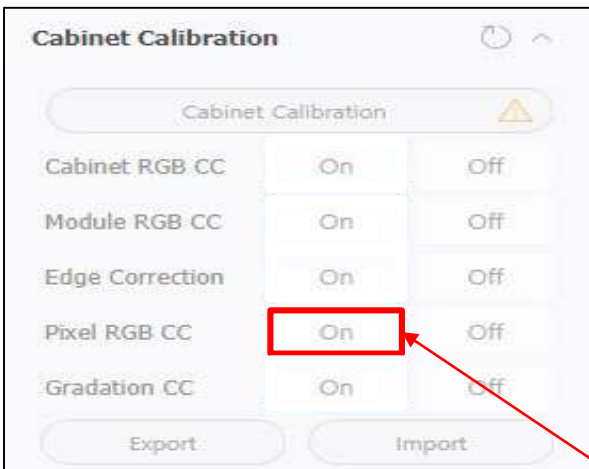 Cabinet Calibration
Cabinet Calibration
Cabinet RGB CC On Off
Module RGB CC On Off
Edge Correction On Off
Pixel RGB CC On Off
Gradation CC On Off
Export Import